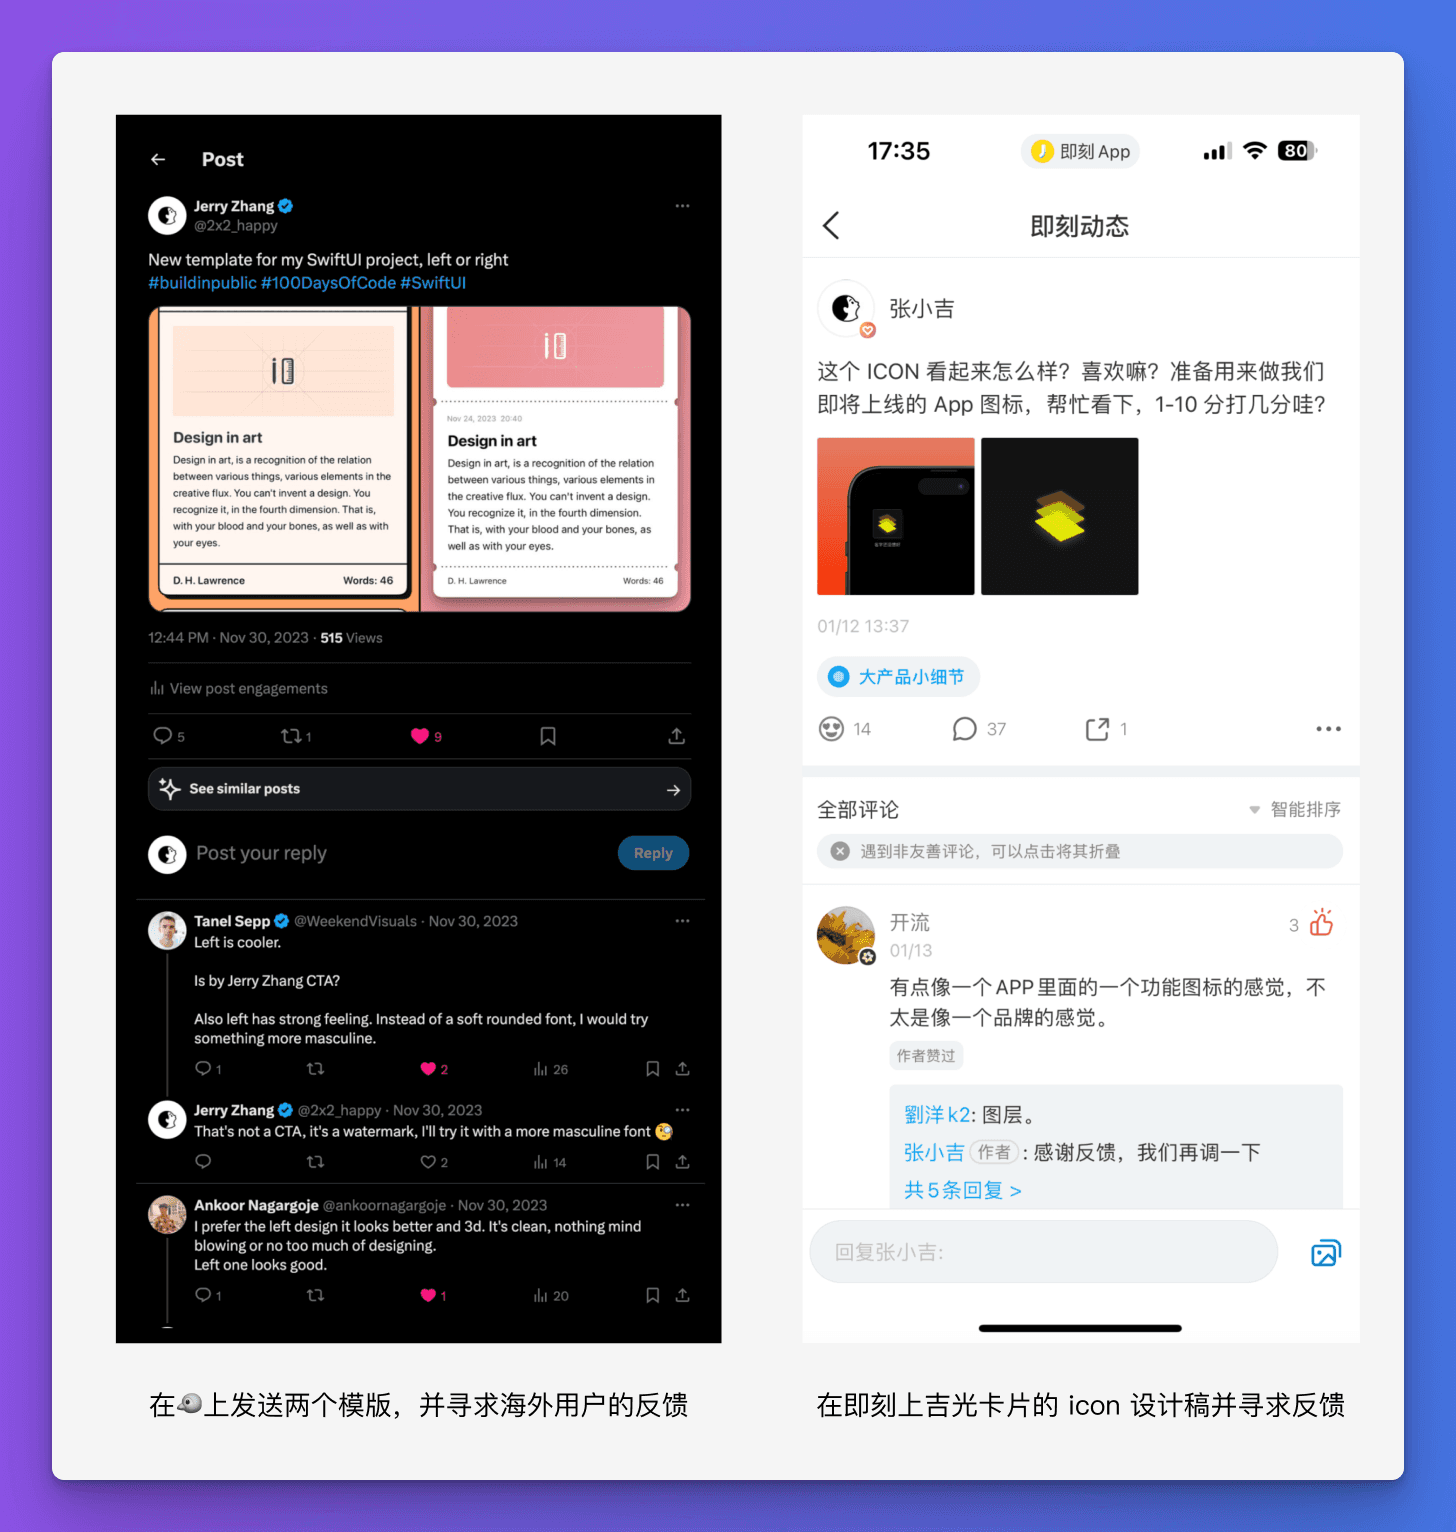 Post
Jerry Zhang
@2x2_happy
New template for my SwiftUI project, left or right
#buildinpublic #100DaysOfCode #SwiftUI
Design in art
Design in art, is a recognition of the relation
between various things, various elements in the
creative flux. You can't invent a design. You
recognize it, in the fourth dimension. That is,
with your blood and your bones, as well as with
your eyes.
D. H. Lawrence
Words: 46
Nov 24, 2023 20:40
Design in art
Design in art, is a recognition of the relation
between various things, various elements in
the creative flux. You can't invent a design.
You recognize it, in the fourth dimension.
That is, with your blood and your bones, as
well as with your eyes.
D. H. Lawrence
Words: 46
12:44 PM · Nov 30, 2023 · 515 Views
View post engagements
5
1
9
See similar posts
Post your reply
Reply
Tanel Sepp @WeekendVisuals · Nov 30, 2023
Left is cooler.
Is by Jerry Zhang CTA?
Also left has strong feeling. Instead of a soft rounded font, I would try
something more masculine.
1
2
26
Jerry Zhang @2x2_happy · Nov 30, 2023
That's not a CTA, it's a watermark, I'll try it with a more masculine font 🧐
2
14
Ankoor Nagargoje @ankoornagargoje · Nov 30, 2023
I prefer the left design it looks better and 3d. It's clean, nothing mind
blowing or no too much of designing.
Left one looks good.
1
1
20
在🐦上发送两个模版，并寻求海外用户的反馈
17:35
即刻 App
80
即刻动态
张小吉
这个 ICON 看起来怎么样？喜欢嘛？准备用来做我们
即将上线的 App 图标，帮忙看下，1-10 分打几分哇？
01/12 13:37
大产品小细节
14
37
1
全部评论
智能排序
遇到非友善评论，可以点击将其折叠
开流
3
01/13
有点像一个APP里面的一个功能图标的感觉，不
太是像一个品牌的感觉。
作者赞过
劉洋k2: 图层。
张小吉 作者 : 感谢反馈，我们再调一下
共5条回复 >
回复张小吉:
在即刻上吉光卡片的 icon 设计稿并寻求反馈